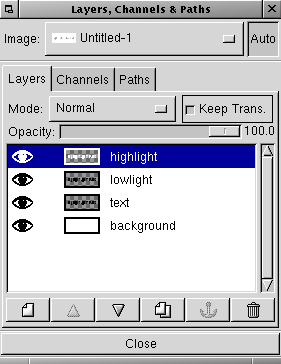 Layers, Channels & Paths
Image: Untitled-1 Auto
Layers Channels Paths
Mode: Normal Keep Trans.
Opacity: 100.0
highlight
lowlight
text
background
Close